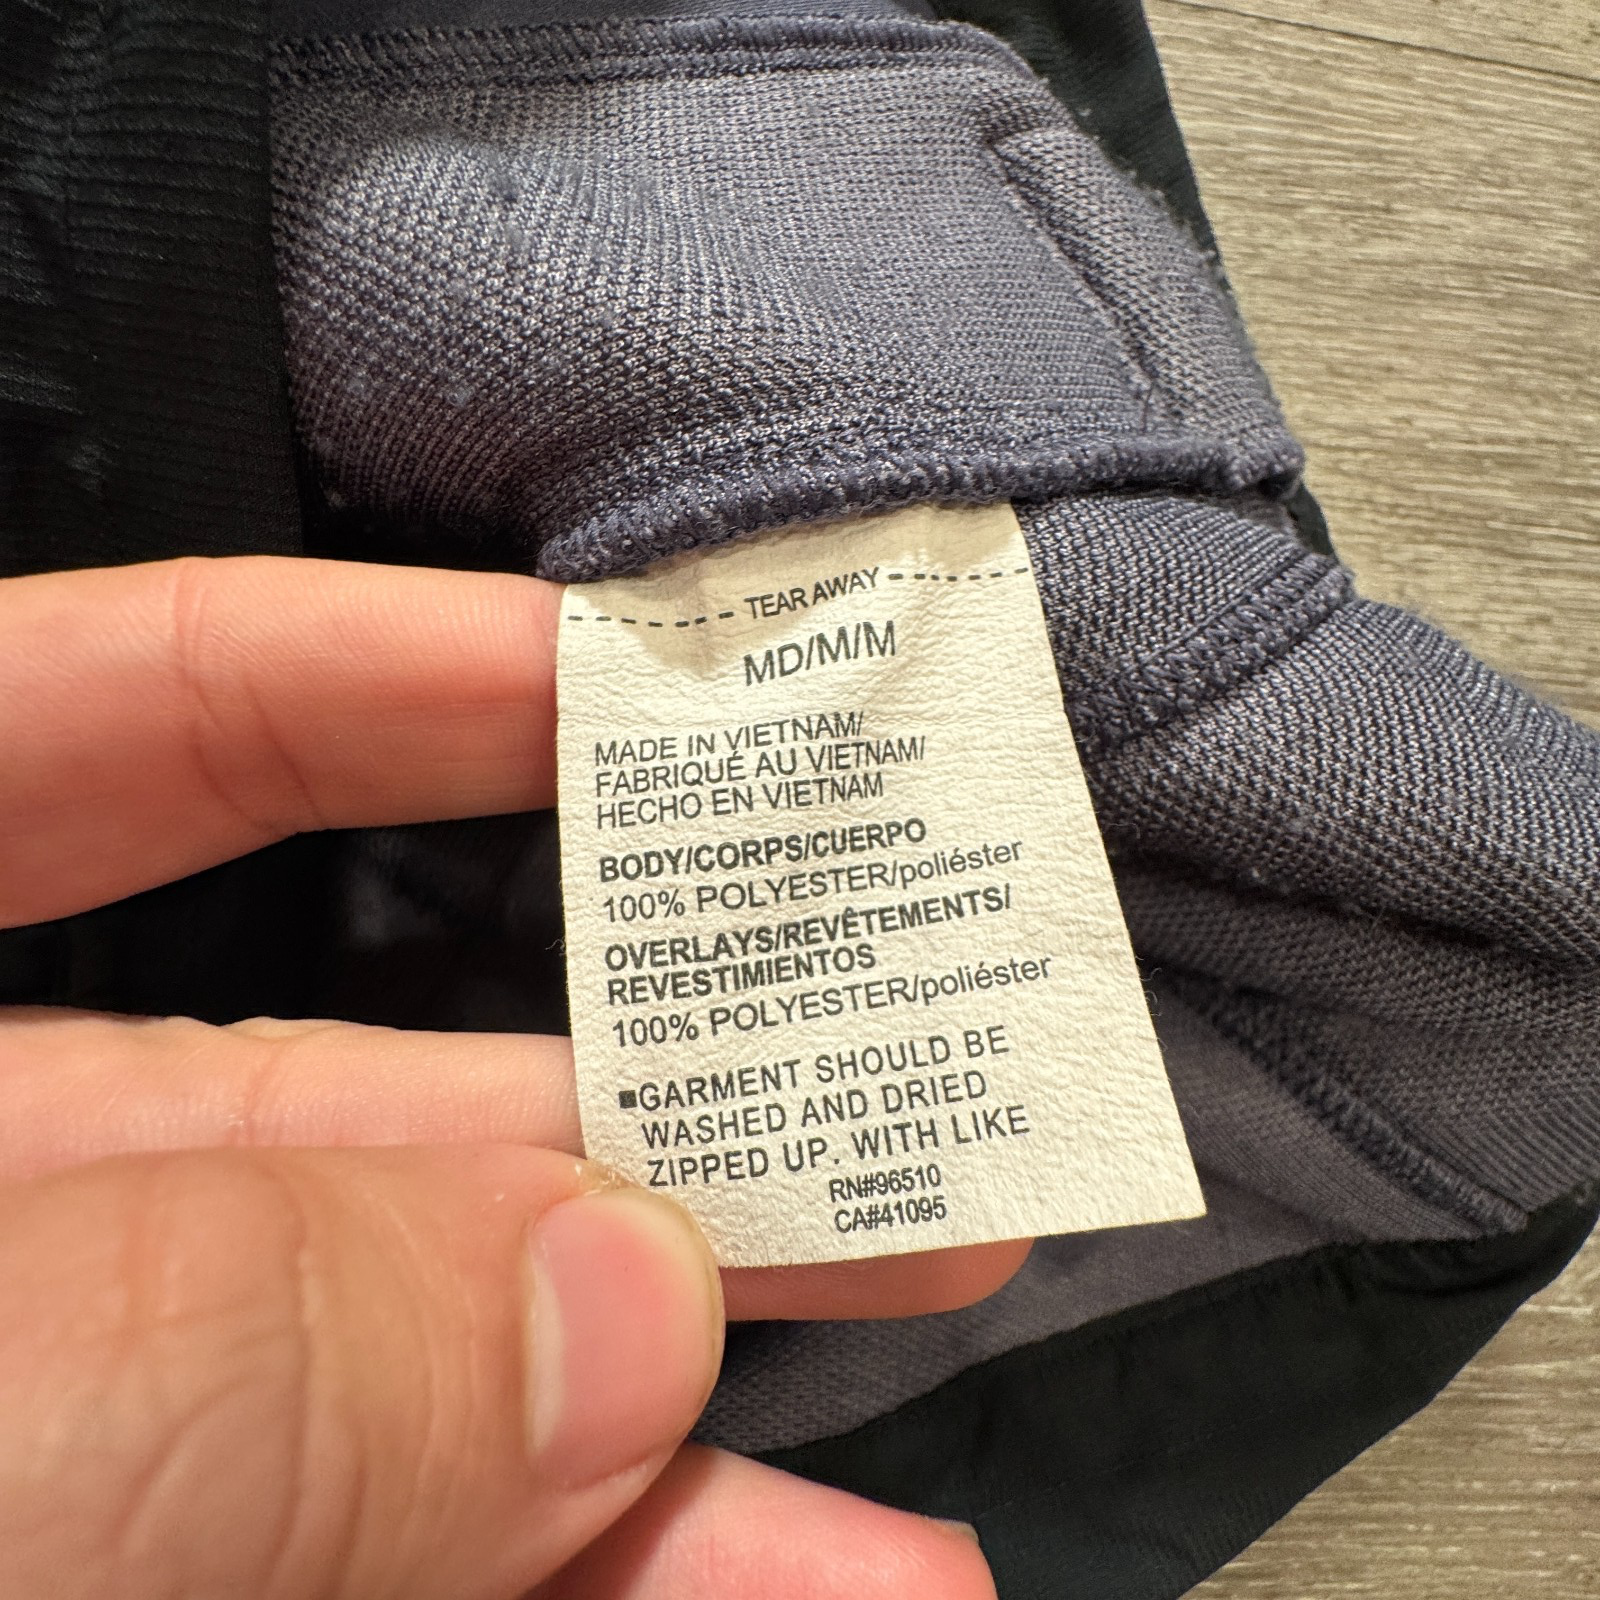 TEAR AWAY
MD/M/M
MADE IN VIETNAM/
FABRIQUÉ AU VIETNAM/
HECHO EN VIETNAM
BODY/CORPS/CUERPO
100% POLYESTER/poliéster
OVERLAYS/REVÊTEMENTS/
REVESTIMIENTOS
100% POLYESTER/poliéster
■GARMENT SHOULD BE
WASHED AND DRIED
ZIPPED UP. WITH LIKE
RN#96510
CA#41095